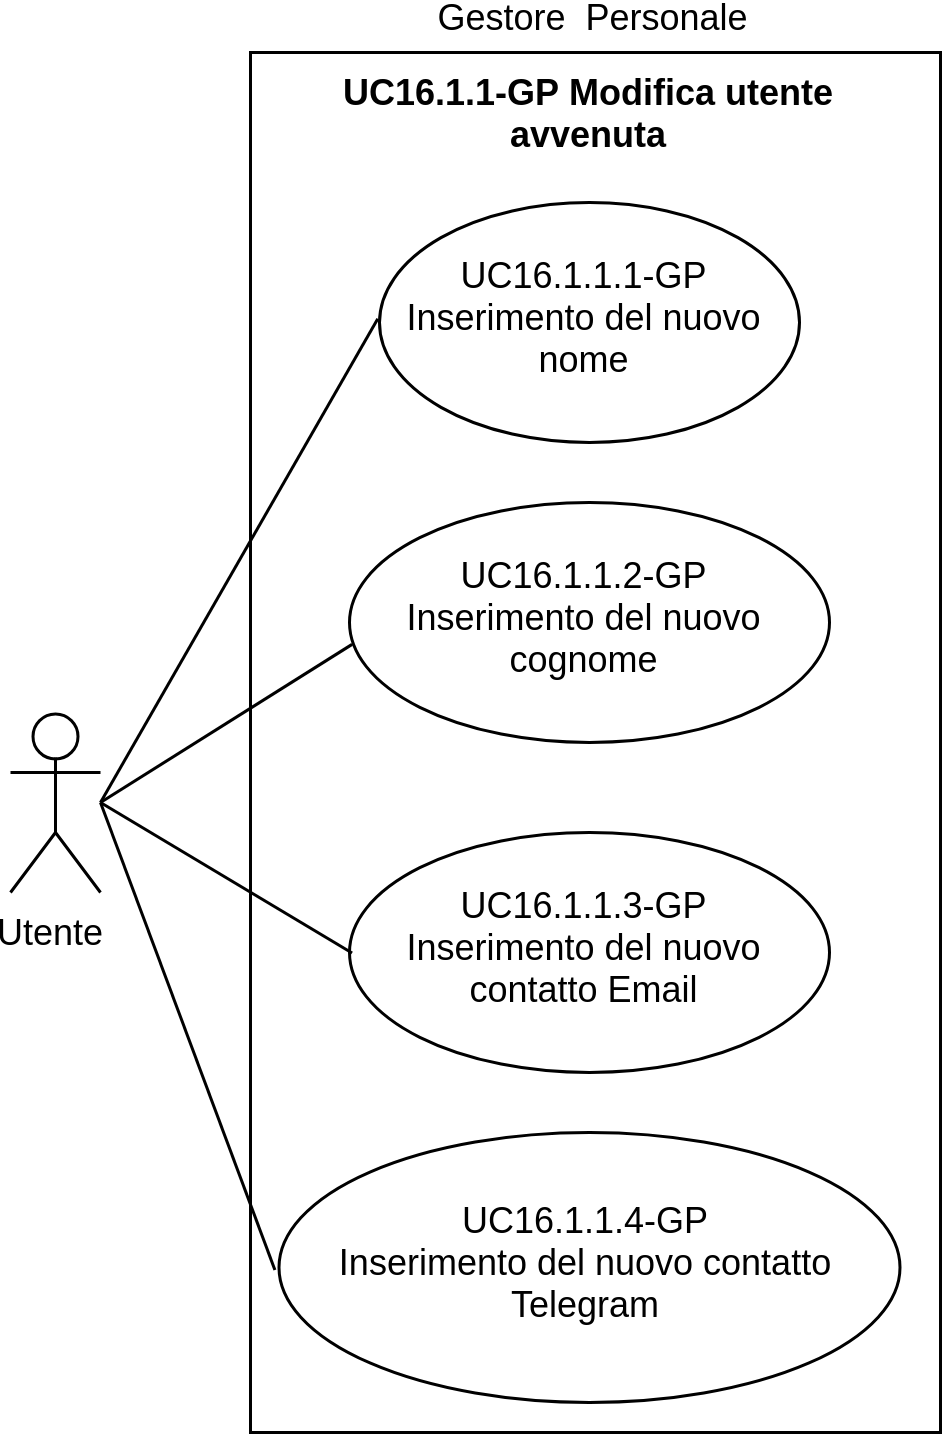 Gestore  Personale
UC16.1.1-GP Modifica utente
avvenuta
UC16.1.1.1-GP
Inserimento del nuovo
nome
UC16.1.1.2-GP
Inserimento del nuovo
cognome
Utente
UC16.1.1.3-GP
Inserimento del nuovo
contatto Email
UC16.1.1.4-GP
Inserimento del nuovo contatto
Telegram